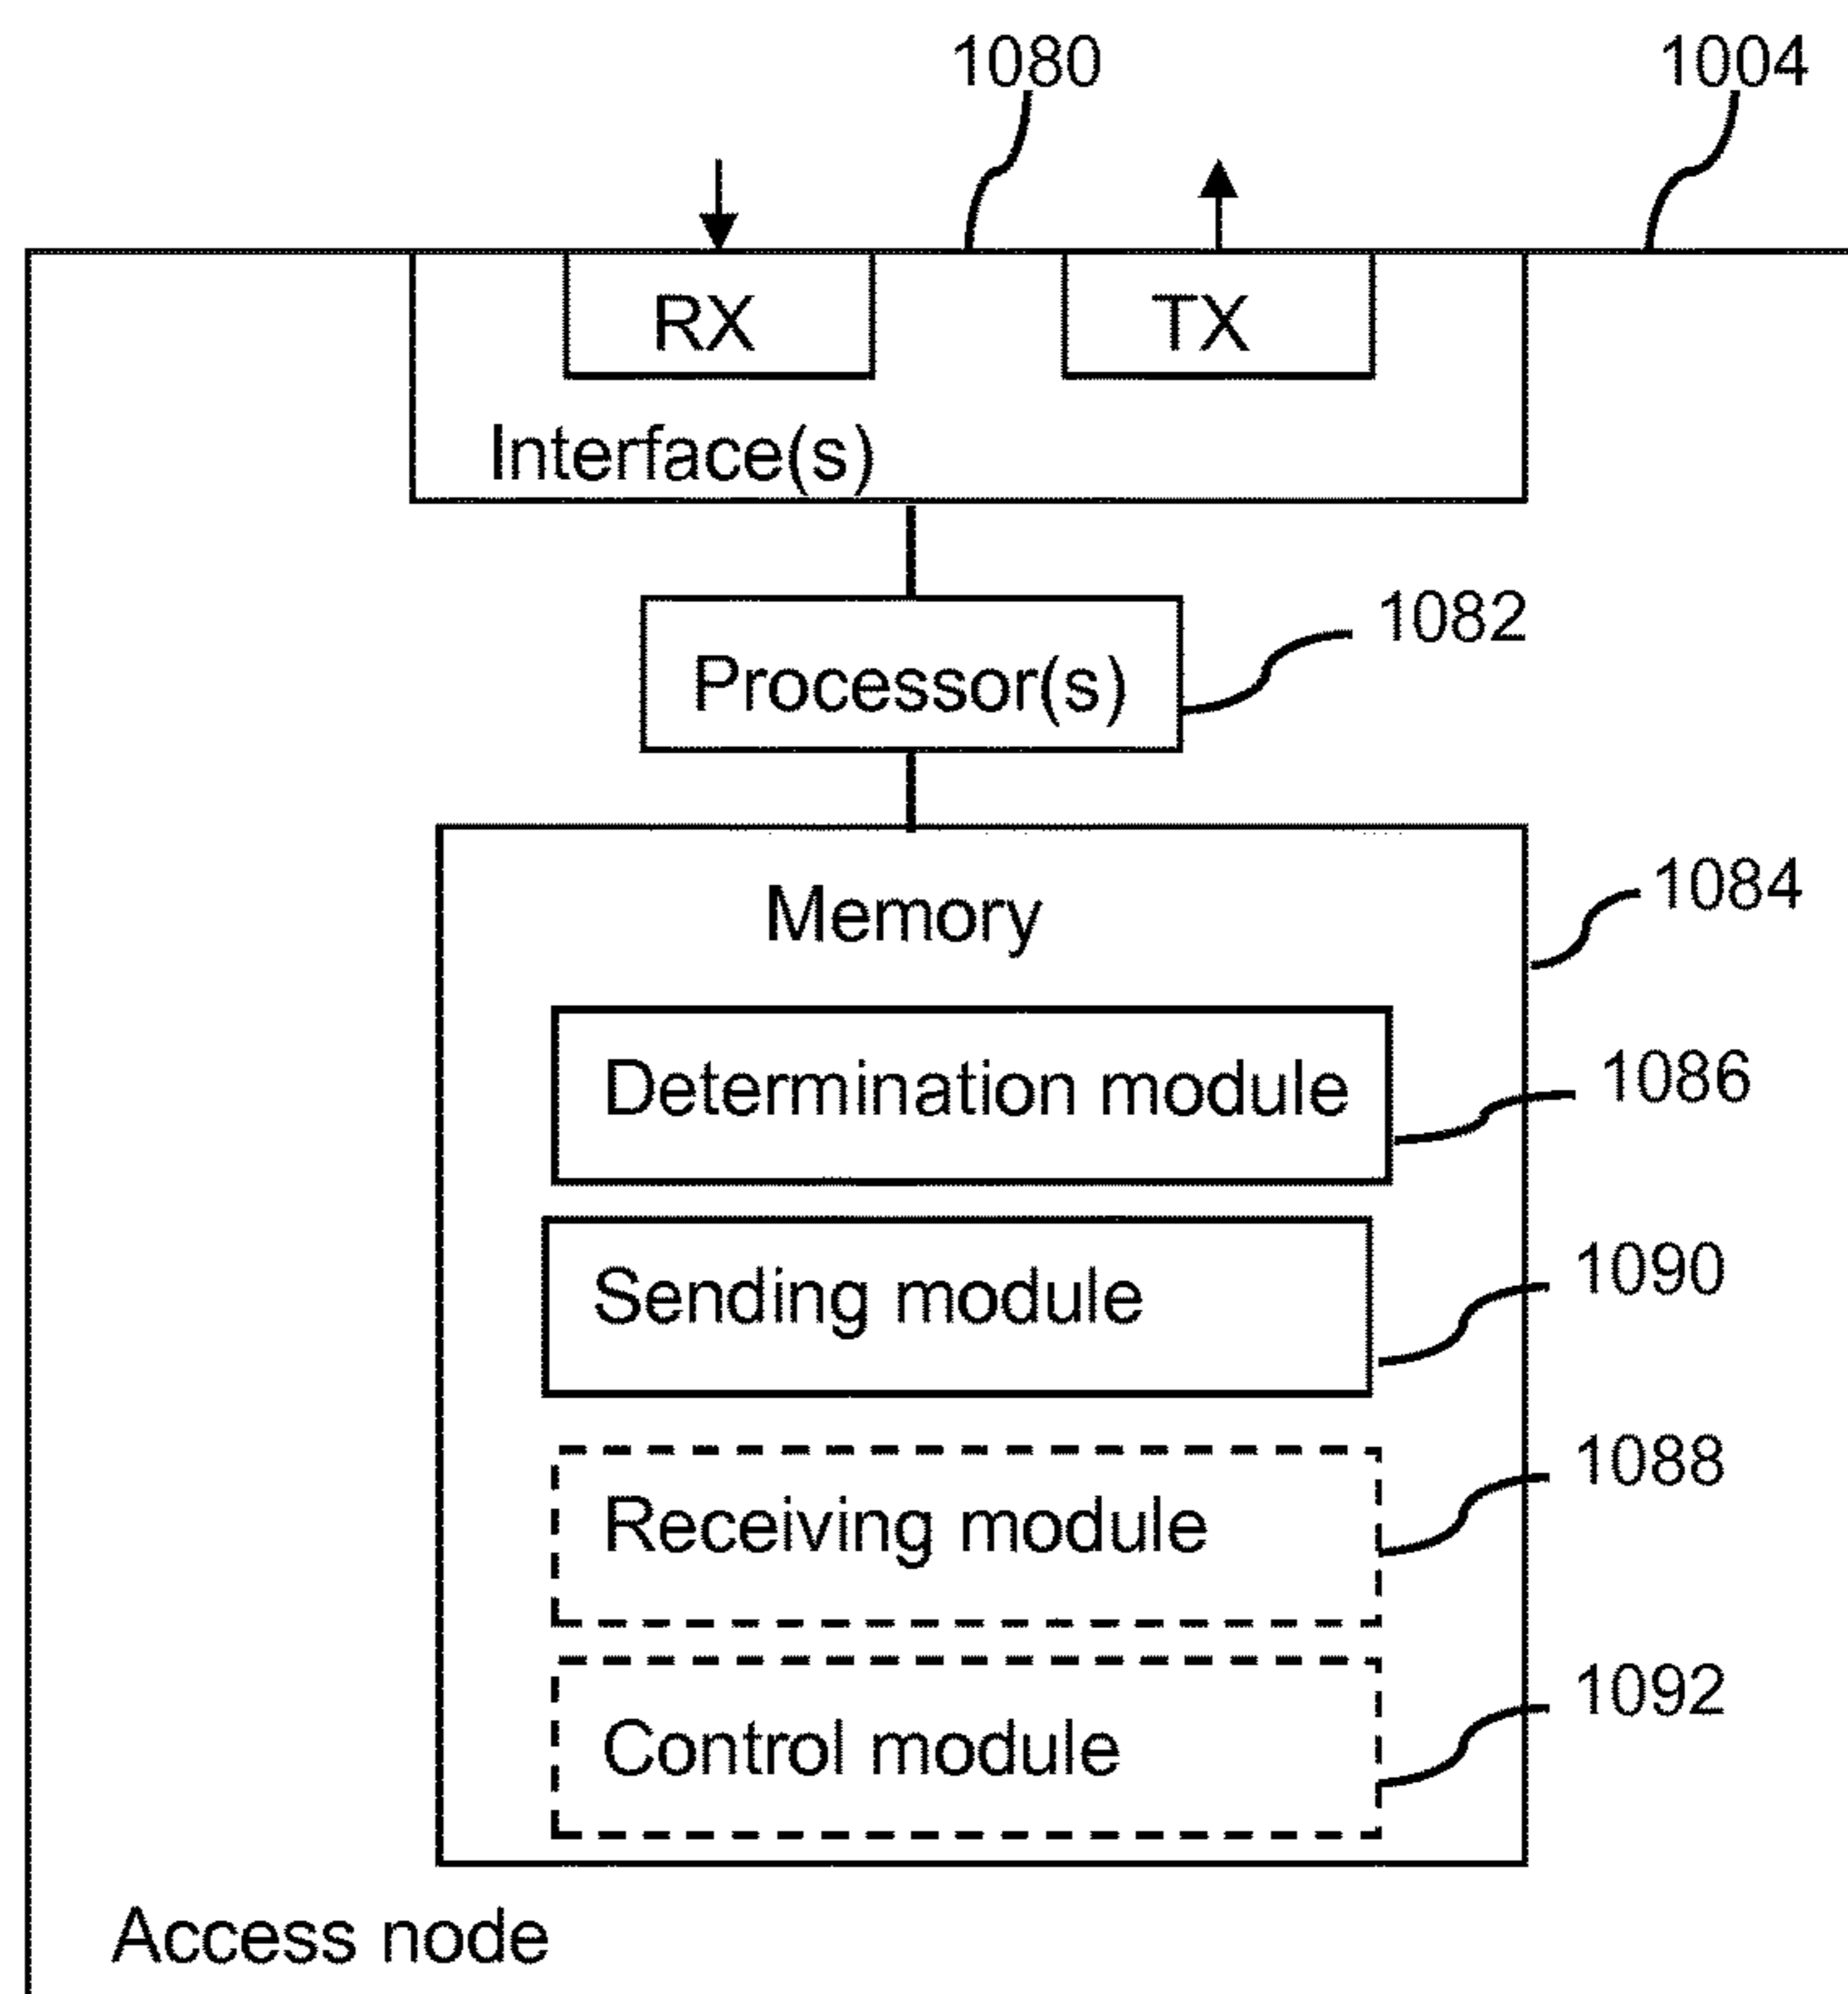 1080
1004
RX
TX
Interface(s)
Processor(s)
1082
Memory
1084
Determination module
1086
Sending module
1090
Receiving module
1088
Control module
1092
Access node